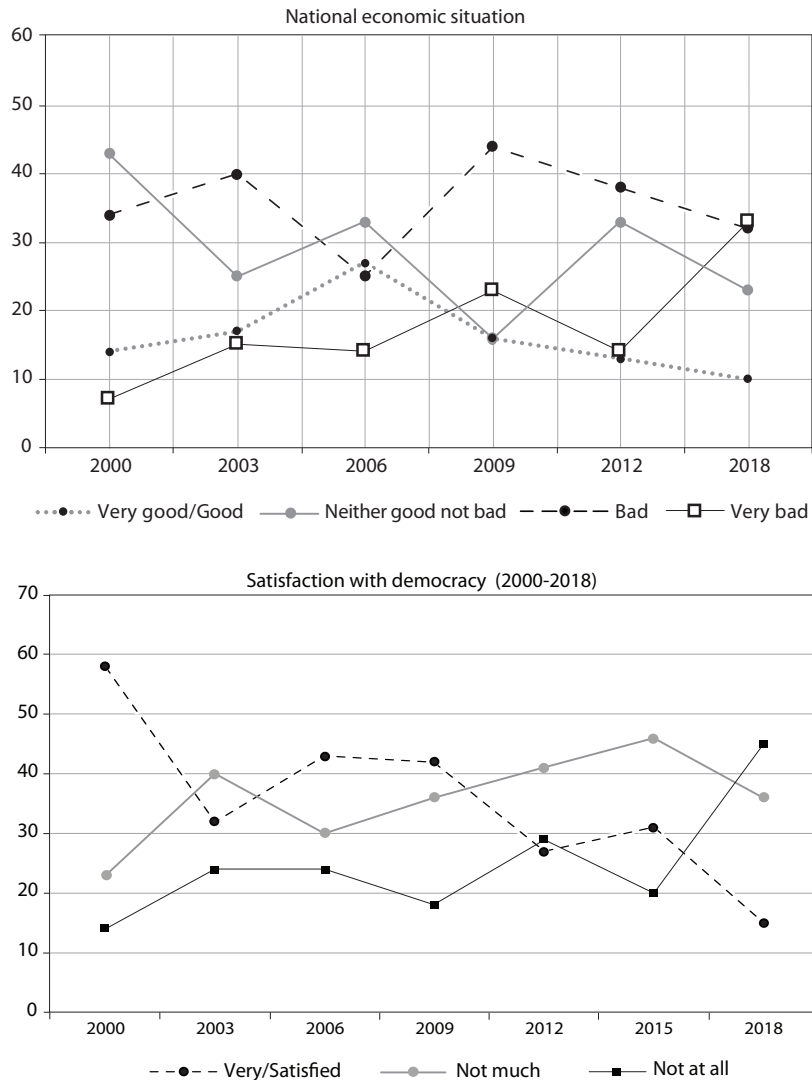 National economic situation
60
50
40
30
20
10
0
2000 2003 2006 2009 2012 2018
Very good/Good Neither good not bad Bad Very bad
Satisfaction with democracy (2000-2018)
70
60
50
40
30
20
10
0
2000 2003 2006 2009 2012 2015 2018
Very/Satisfied Not much Not at all